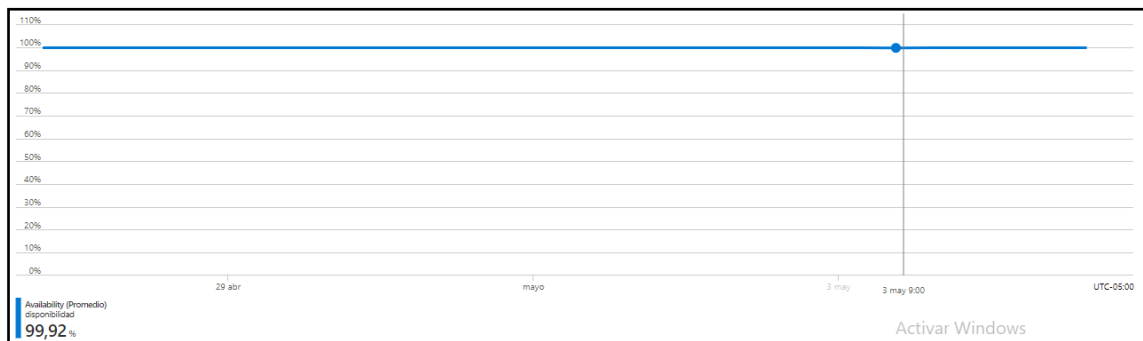 110%
100%
90%
80%
70%
60%
50%
40%
30%
20%
10%
0%
29 abr
mayo
3 may
3 may 9:00
UTC-05:00
Availability (Promedio)
disponibilidad
99,92 %
Activar Windows